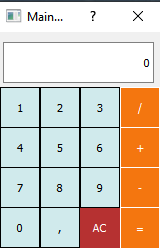 Main... ?
0
1 2 3 /
4 5 6 +
7 8 9 -
0 , AC =